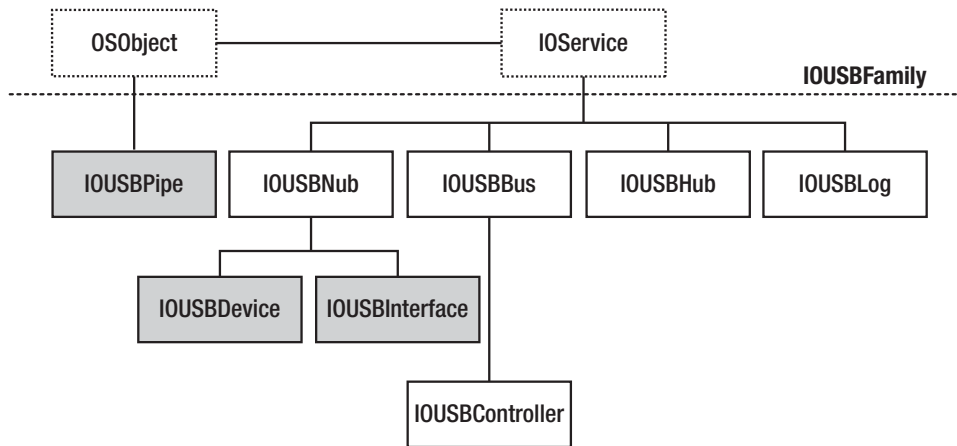 OSObject
IOService
IOUSBFamily
IOUSBPipe
IOUSBNub
IOUSBBus
IOUSBHub
IOUSBLog
IOUSBDevice
IOUSBInterface
IOUSBController